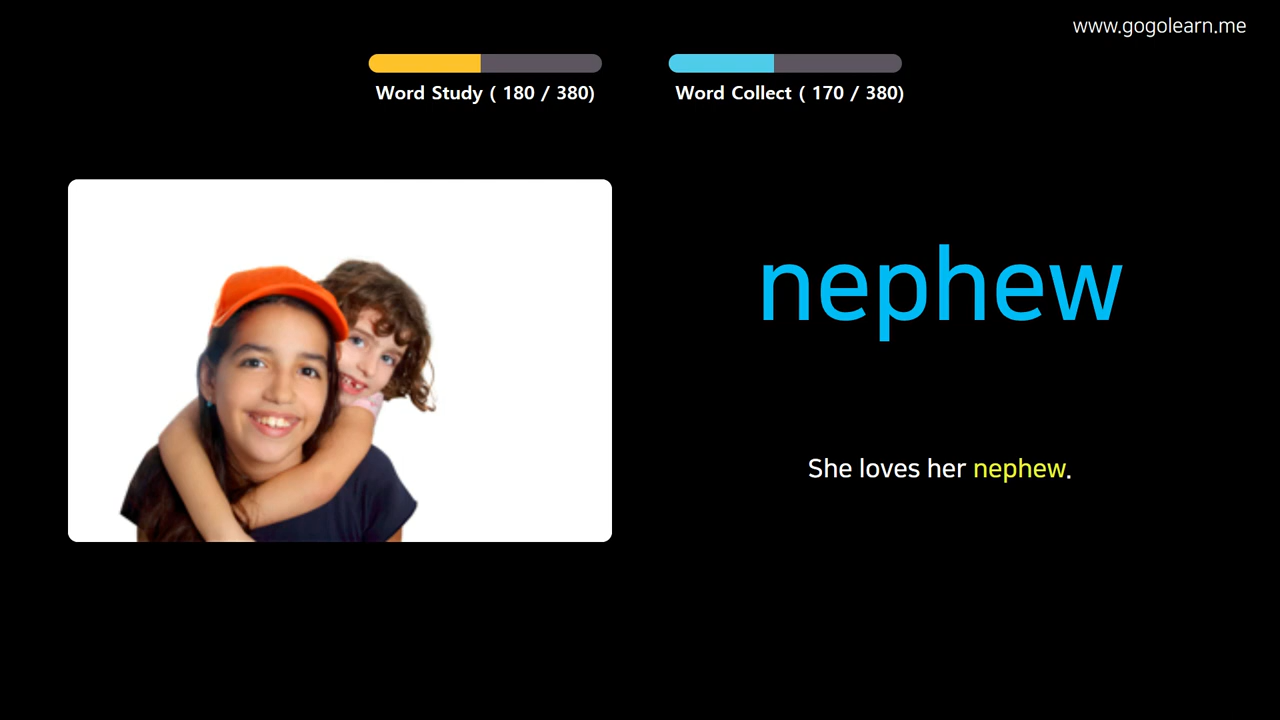 www.gogolearn.me
Word Study ( 180 / 380)
Word Collect ( 170 / 380)
nephew
She loves her nephew.